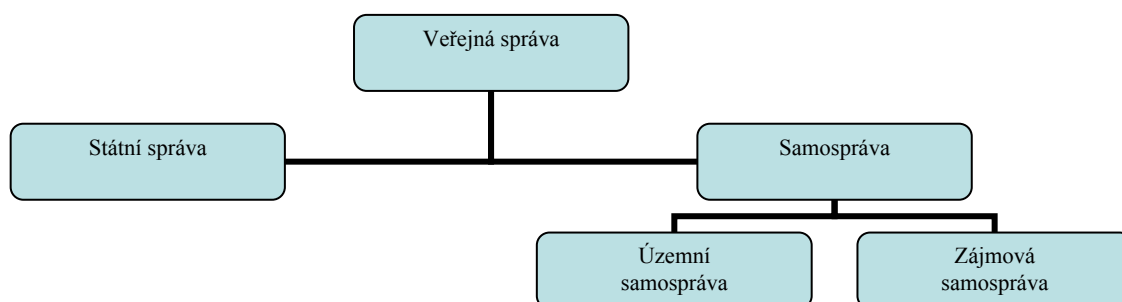 Veřejná správa
Státní správa
Samospráva
Územní
samospráva
Zájmová
samospráva